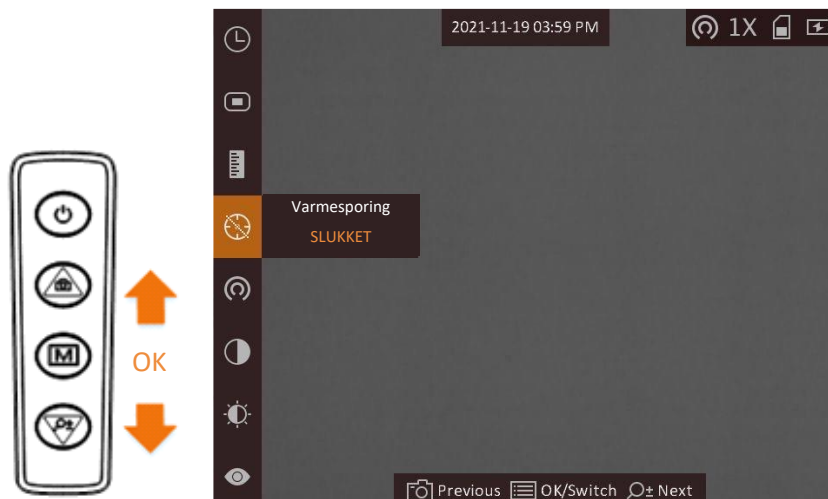 2021-11-19 03:59 PM
1X
Varmesporing
SLUKKET
M
OK
Previous OK/Switch Next